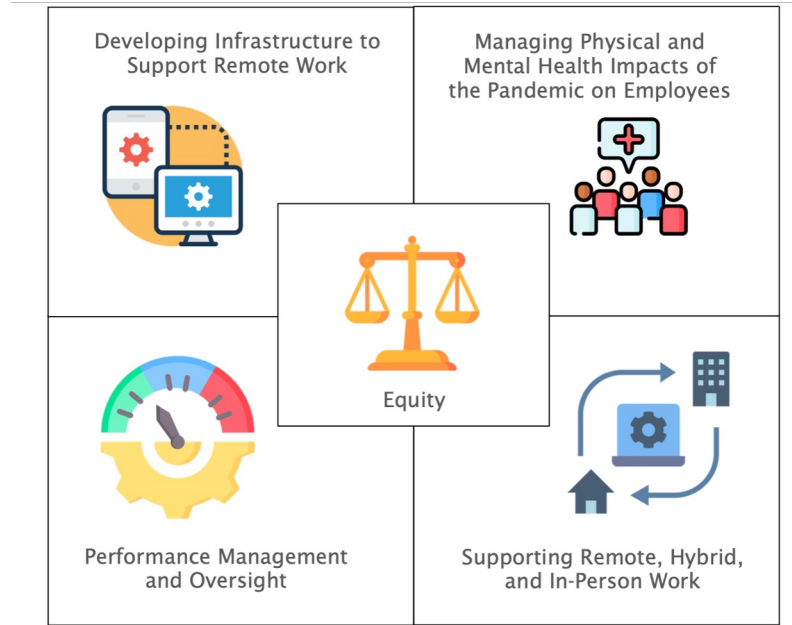 Developing Infrastructure to
Support Remote Work
Managing Physical and
Mental Health Impacts of
the Pandemic on Employees
Equity
Performance Management
and Oversight
Supporting Remote, Hybrid,
and In-Person Work